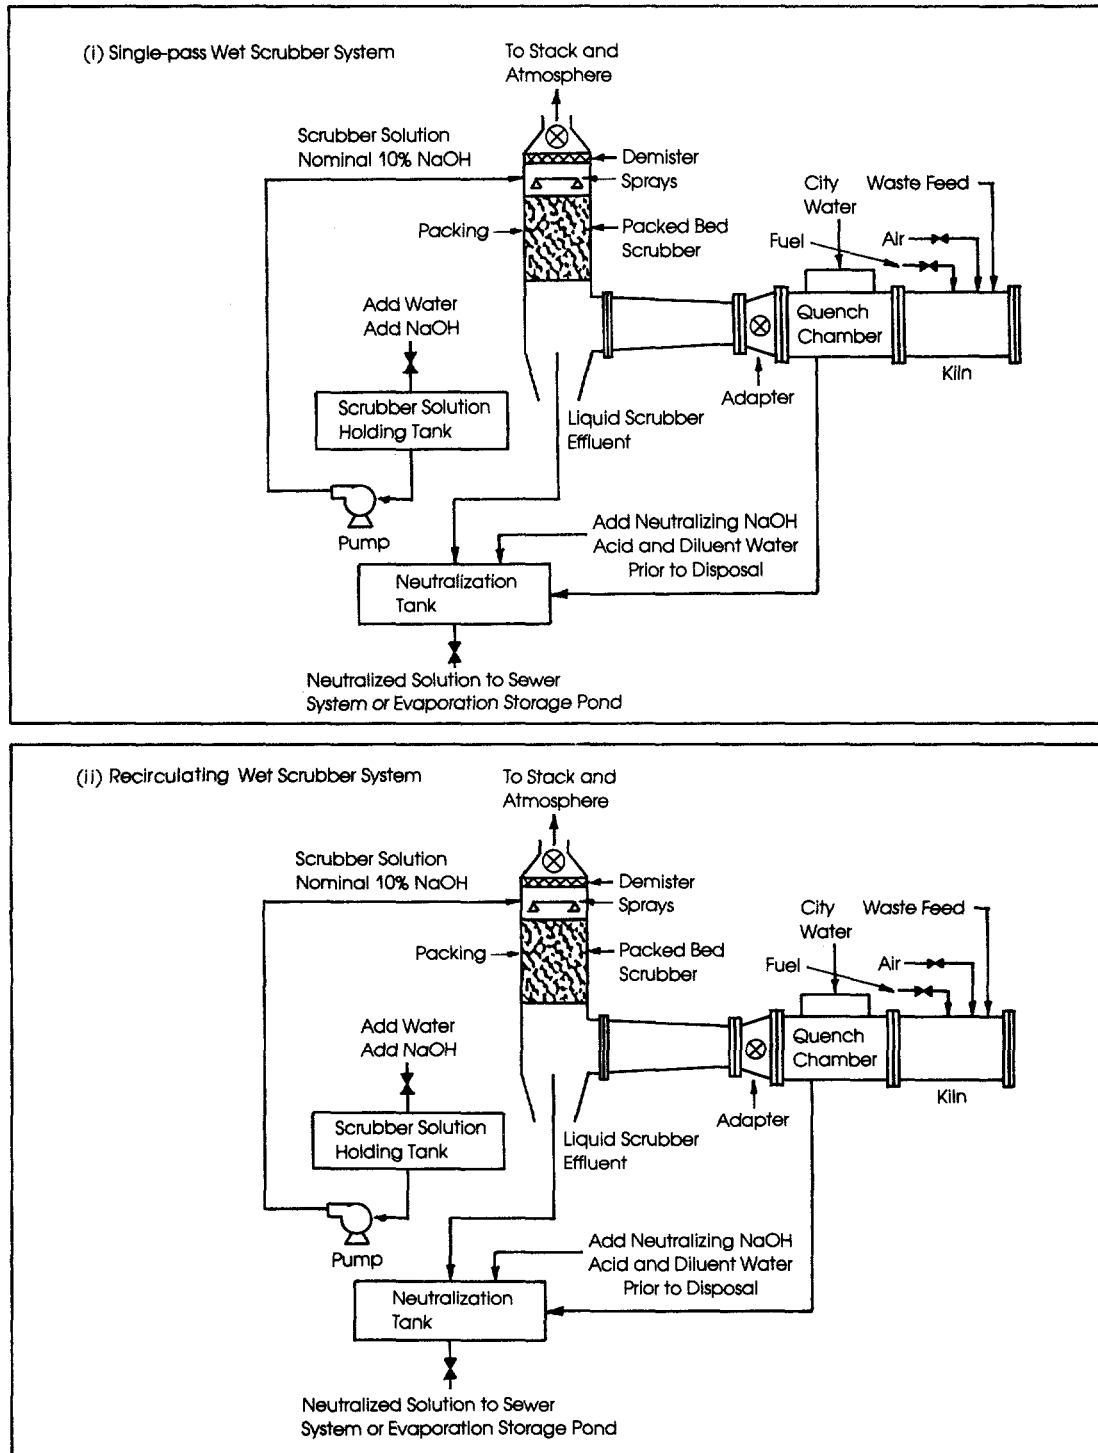 (i) Single-pass Wet Scrubber System
To Stack and
Atmosphere
Scrubber Solution
Nominal 10% NaOH
Demister
Sprays
City
Water
Waste Feed
Packing
Packed Bed
Scrubber
Fuel
Air
Add Water
Add NaOH
Quench
Chamber
Kiln
Adapter
Scrubber Solution
Holding Tank
Liquid Scrubber
Effluent
Pump
Add Neutralizing NaOH
Acid and Diluent Water
Prior to Disposal
Neutralization
Tank
Neutralized Solution to Sewer
System or Evaporation Storage Pond
(ii) Recirculating Wet Scrubber System
To Stack and
Atmosphere
Scrubber Solution
Nominal 10% NaOH
Demister
Sprays
City
Water
Waste Feed
Packing
Packed Bed
Scrubber
Fuel
Air
Add Water
Add NaOH
Quench
Chamber
Kiln
Adapter
Scrubber Solution
Holding Tank
Liquid Scrubber
Effluent
Pump
Add Neutralizing NaOH
Acid and Diluent Water
Prior to Disposal
Neutralization
Tank
Neutralized Solution to Sewer
System or Evaporation Storage Pond